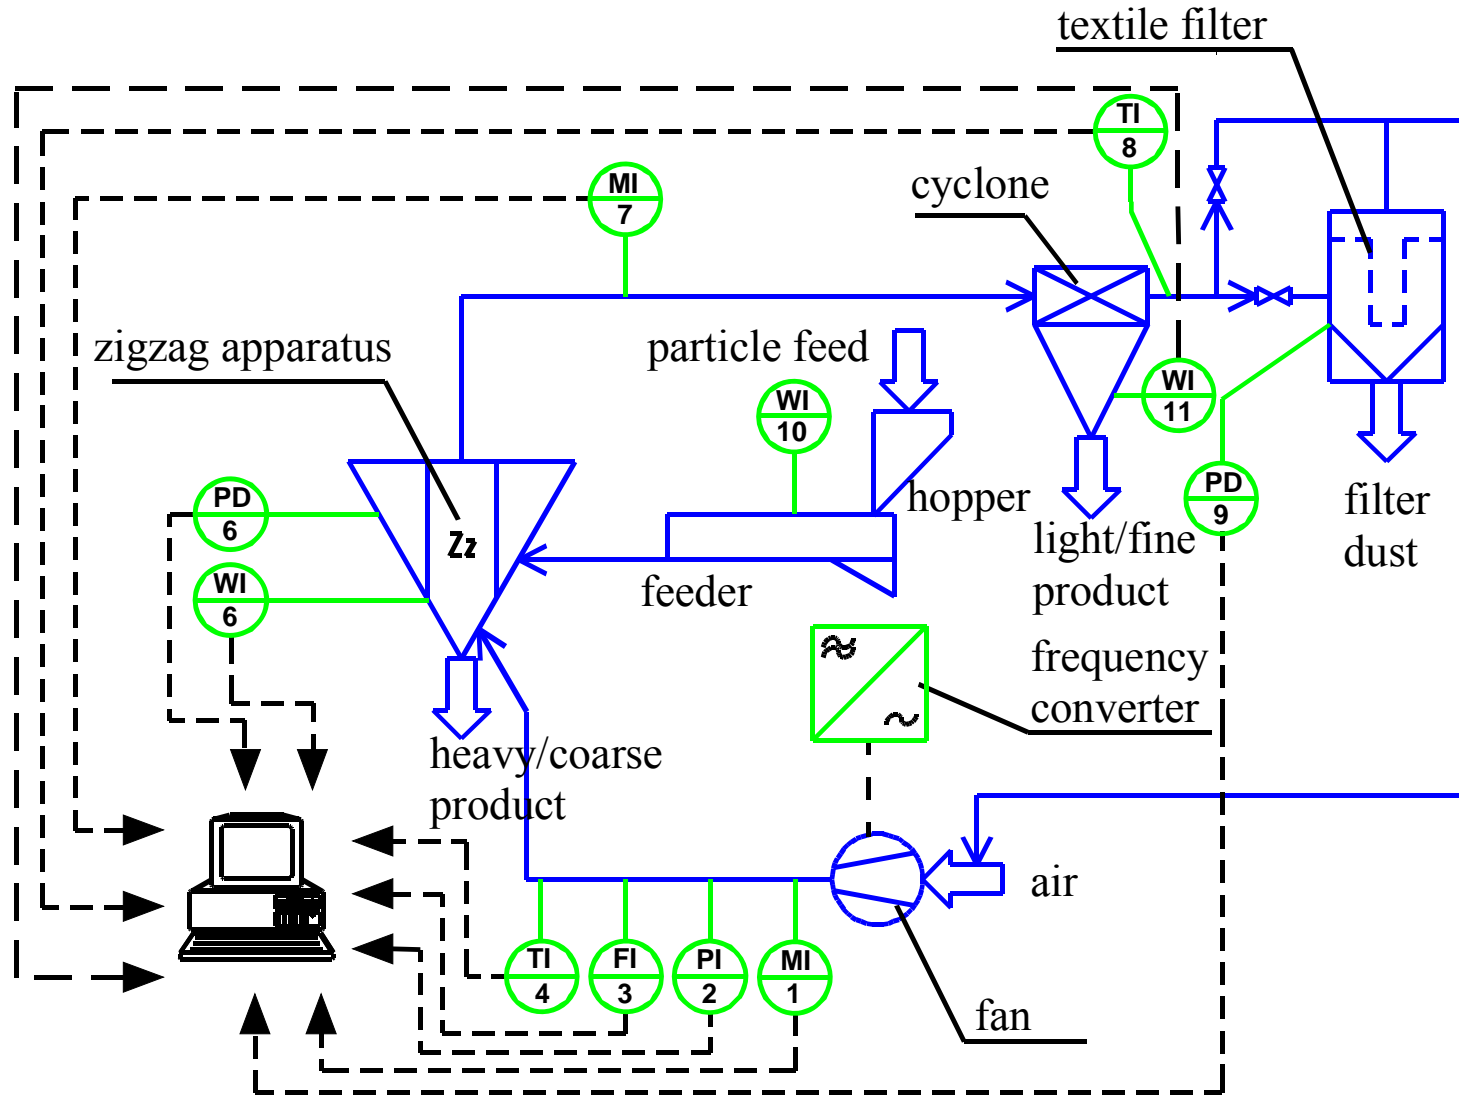 textile filter
TI
8
MI
7
cyclone
zigzag apparatus
particle feed
WI
10
WI
11
hopper
PD
6
Zz
PD
9
filter
dust
light/fine
product
WI
6
feeder
frequency
converter
heavy/coarse
product
air
TI
4
FI
3
PI
2
MI
1
fan